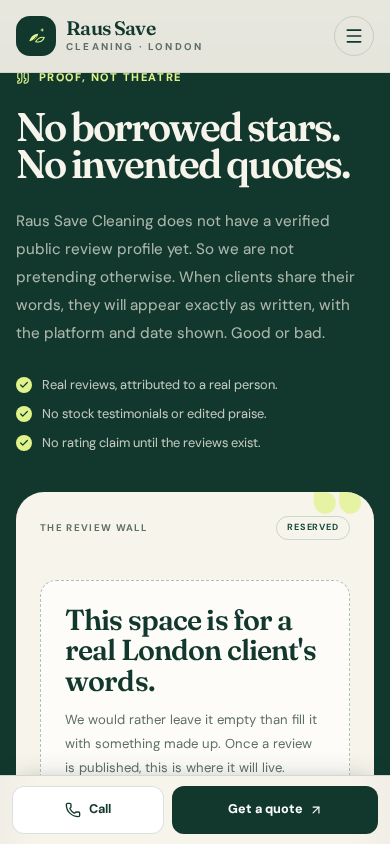 Raus Save
CLEANING · LONDON
PROOF, NOT THEATRE
No borrowed stars.
No invented quotes.
Raus Save Cleaning does not have a verified
public review profile yet. So we are not
pretending otherwise. When clients share their
words, they will appear exactly as written, with
the platform and date shown. Good or bad.
Real reviews, attributed to a real person.
No stock testimonials or edited praise.
No rating claim until the reviews exist.
THE REVIEW WALL
RESERVED
This space is for a
real London client's
words.
We would rather leave it empty than fill it
with something made up. Once a review
is published, this is where it will live.
Call
Get a quote